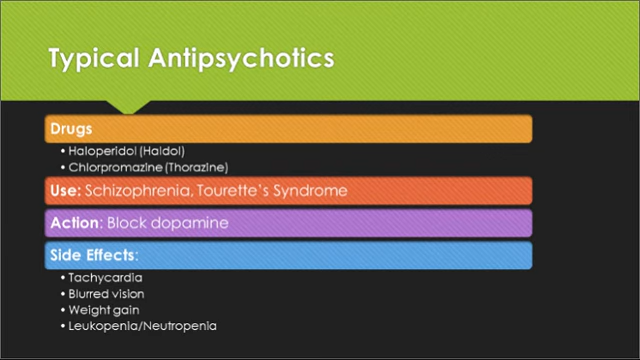 Typical Antipsychotics
Drugs
• Haloperidol (Haldol)
• Chlorpromazine (Thorazine)
Use: Schizophrenia, Tourette's Syndrome
Action: Block dopamine
Side Effects:
• Tachycardia
• Blurred vision
• Weight gain
• Leukopenia/Neutropenia